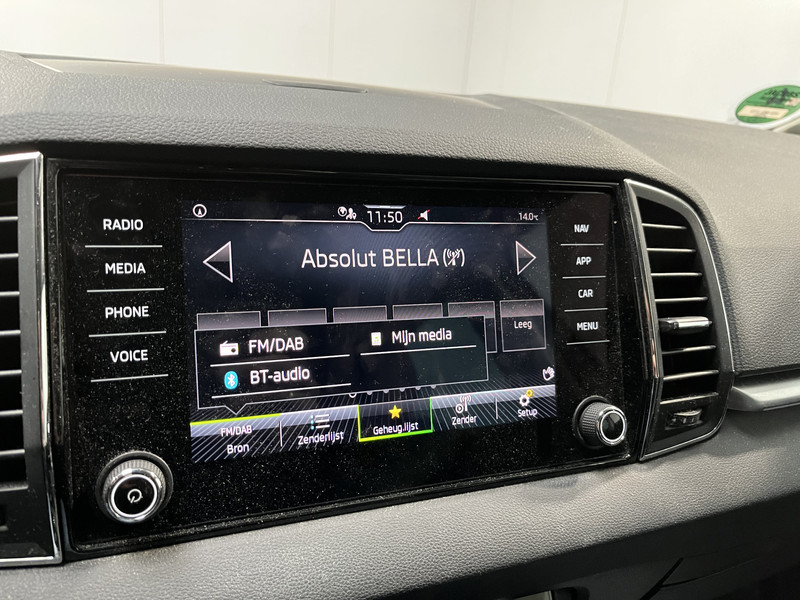 RADIO
MEDIA
PHONE
VOICE
11:50
14.0°C
Absolut BELLA
Leeg
FM/DAB
Mijn media
BT-audio
FM/DAB
Bron
Zenderlijst
Geheug.lijst
Zender
Setup
NAV
APP
CAR
MENU